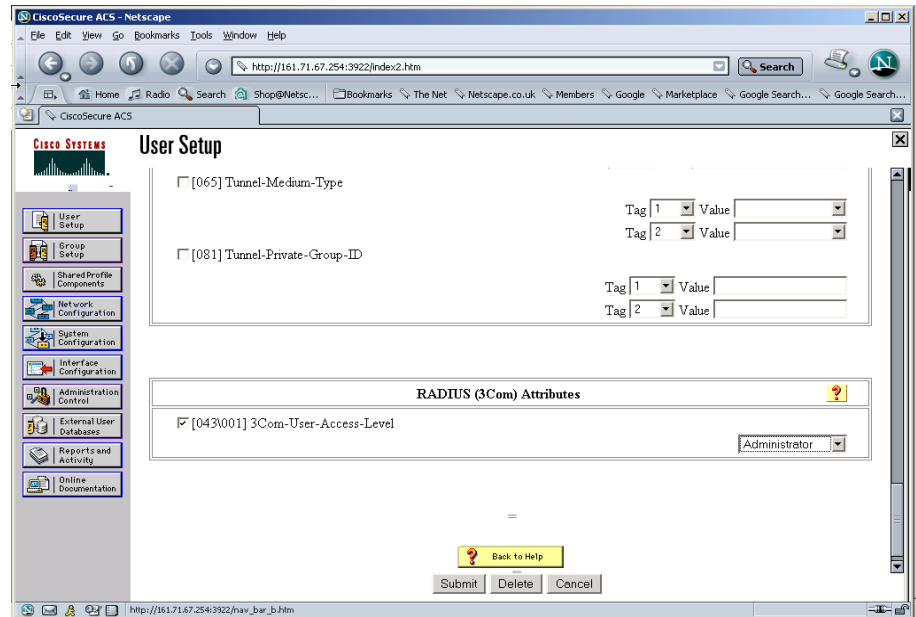 CiscoSecure ACS - Netscape
File Edit View Go Bookmarks Tools Window Help
http://161.71.67.254:3922/index2.htm
Search
N
Home Radio Search Shop@Netsc... Bookmarks The Net Netscape.co.uk Members Google Marketplace Google Search... Google Search...
CiscoSecure ACS
CISCO SYSTEMS
User Setup
User Setup
Group Setup
Shared Profile Components
Network Configuration
System Configuration
Interface Configuration
Administration Control
External User Databases
Reports and Activity
Online Documentation
[065] Tunnel-Medium-Type
Tag 1 Value
Tag 2 Value
[081] Tunnel-Private-Group-ID
Tag 1 Value
Tag 2 Value
RADIUS (3Com) Attributes ?
[043\001] 3Com-User-Access-Level
Administrator
? Back to Help
Submit Delete Cancel
http://161.71.67.254:3922/nav_bar_b.htm